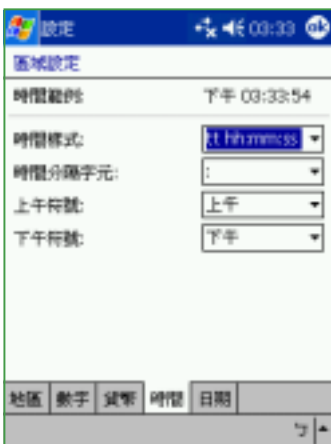 設定 03:33 ok
區域設定
時間範例: 下午 03:33:54
時間樣式: tt hh:mm:ss
時間分隔字元: :
上午符號: 上午
下午符號: 下午
地區 數字 貨幣 時間 日期
ㄅ